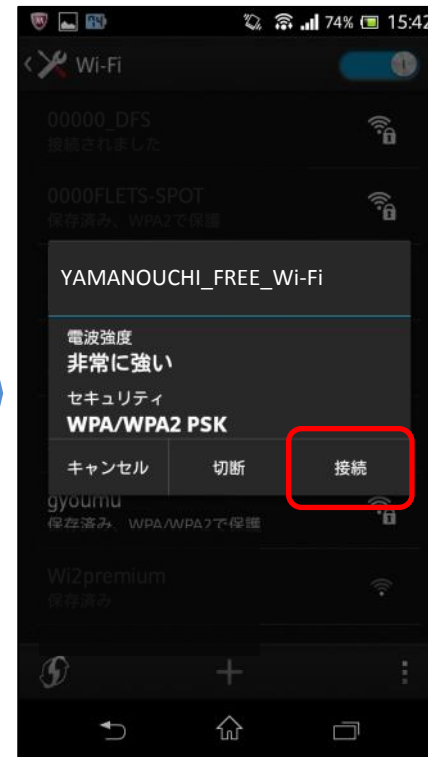 74% 15:42
Wi-Fi
00000_DFS
接続されました
0000FLETS-SPOT
保存済み、WPA2で保護
YAMANOUCHI_FREE_Wi-Fi
電波強度
非常に強い
セキュリティ
WPA/WPA2 PSK
キャンセル 切断 接続
gyoumu
保存済み、WPA/WPA2で保護
Wi2premium
保存済み